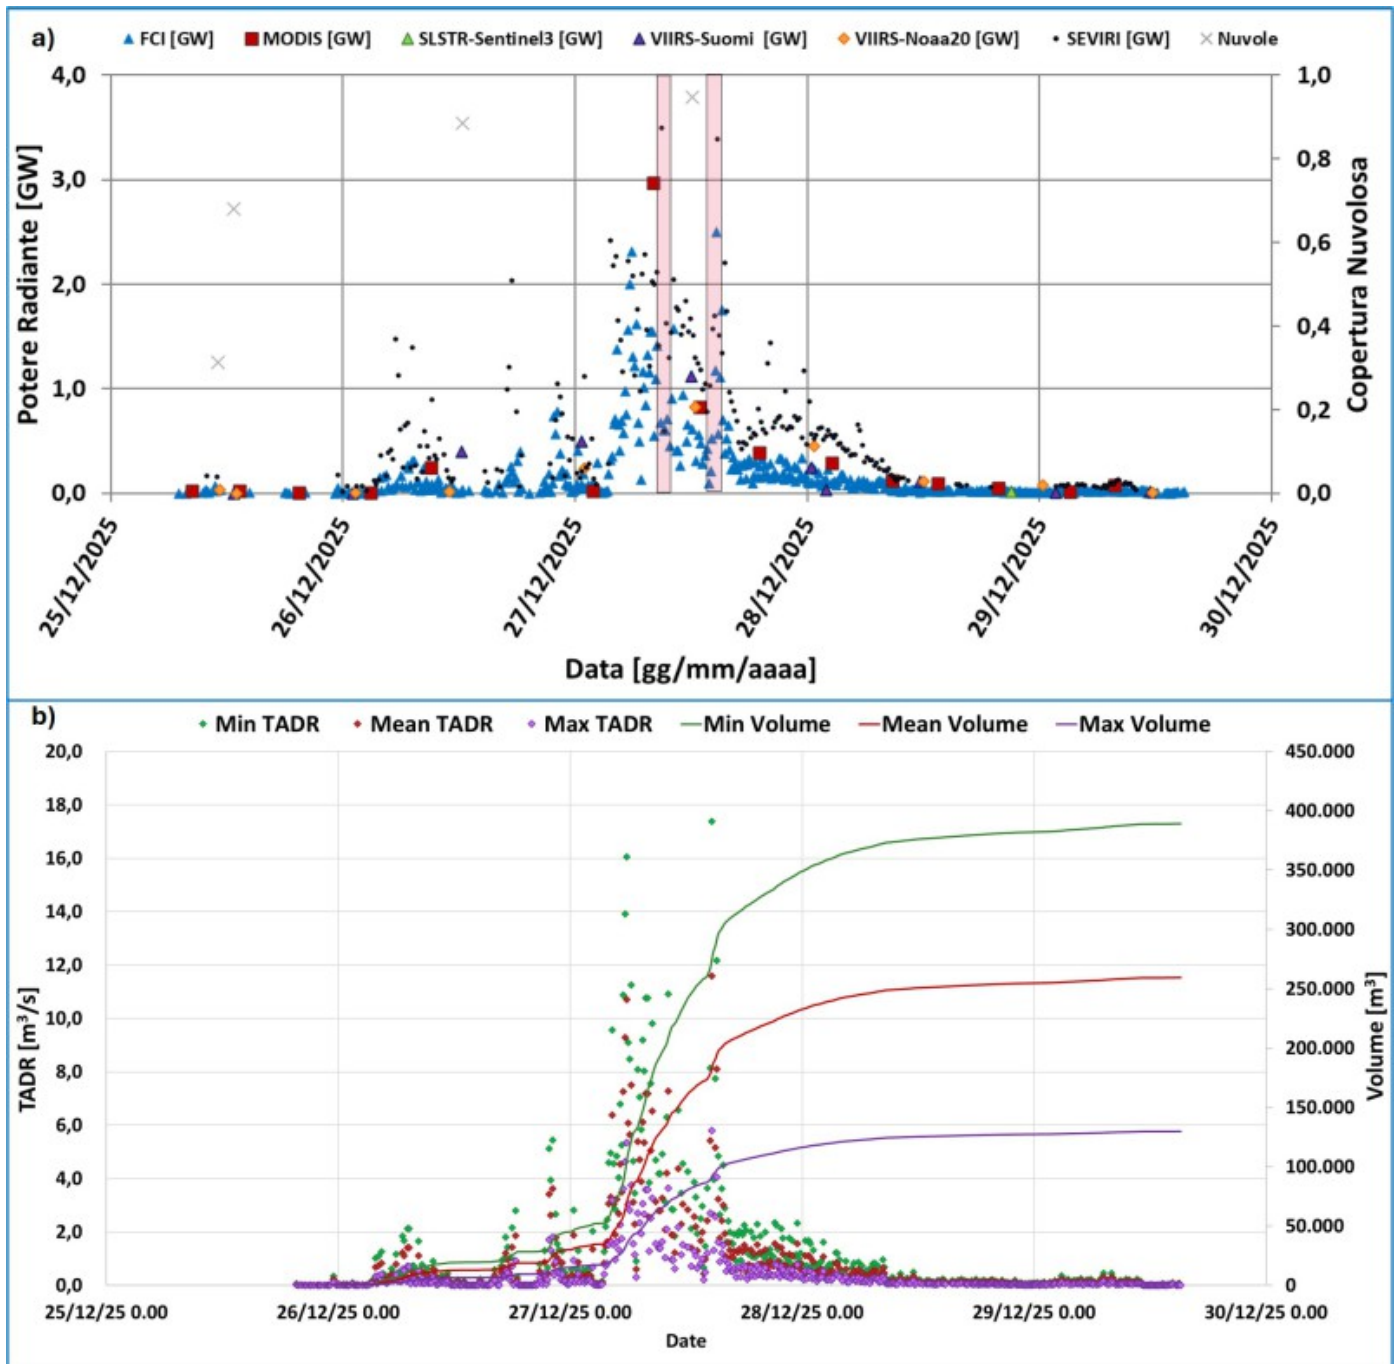 a)
FCI [GW] MODIS [GW] SLSTR-Sentinel3 [GW] VIIRS-Suomi [GW] VIIRS-Noaa20 [GW] SEVIRI [GW] Nuvole
4,0 1,0
0,8
3,0
0,6
2,0
0,4
1,0
0,2
0,0 0,0
Potere Radiante [GW]
Copertura Nuvolosa
25/12/2025 26/12/2025 27/12/2025 28/12/2025 29/12/2025 30/12/2025
Data [gg/mm/aaaa]
b)
Min TADR Mean TADR Max TADR Min Volume Mean Volume Max Volume
20,0 450.000
18,0
400.000
16,0
350.000
14,0
300.000
12,0
250.000
10,0
200.000
8,0
150.000
6,0
100.000
4,0
50.000
2,0
0,0 0
TADR [m³/s]
Volume [m³]
25/12/25 0.00 26/12/25 0.00 27/12/25 0.00 28/12/25 0.00 29/12/25 0.00 30/12/25 0.00
Date